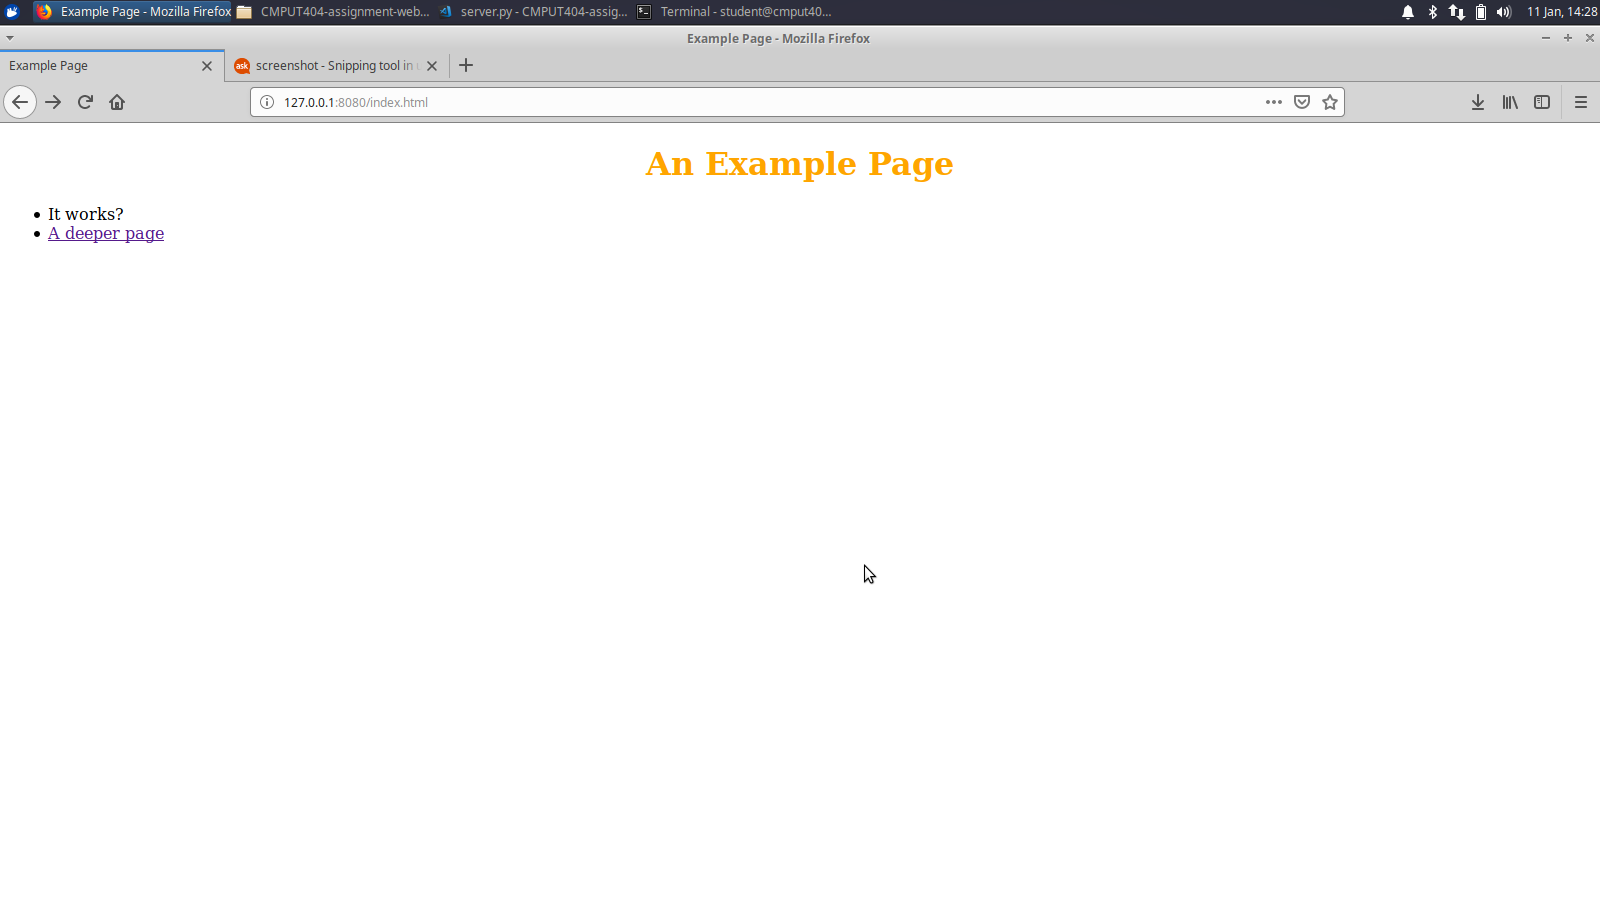 Example Page - Mozilla Firefox
CMPUT404-assignment-web...
server.py - CMPUT404-assig...
Terminal - student@cmput40...
11 Jan, 14:28
Example Page - Mozilla Firefox
Example Page
ask
screenshot - Snipping tool in
127.0.0.1:8080/index.html
An Example Page
It works?
A deeper page